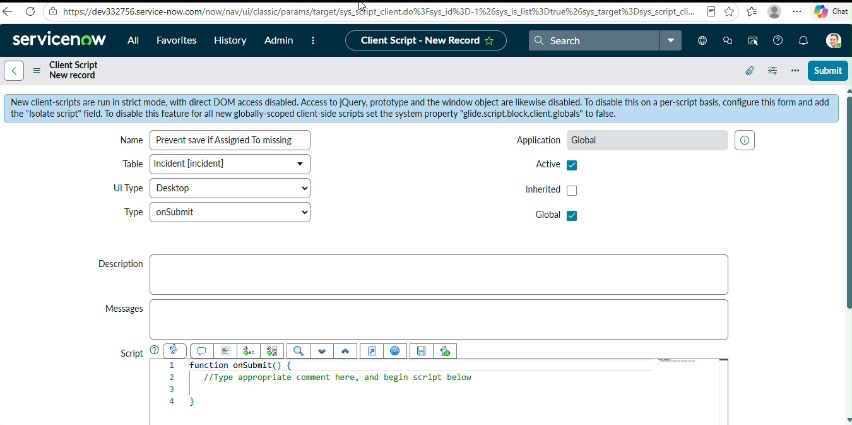 https://dev332756.service-now.com/now/nav/ui/classic/params/target/sys_script_client.do%3Fsys_id%3D-1%26sys_is_list%3Dtrue%26sys_target%3Dsys_script_cli...
Chat
servicenow All Favorites History Admin Client Script - New Record Search
Client Script
New record
Submit
New client-scripts are run in strict mode, with direct DOM access disabled. Access to jQuery, prototype and the window object are likewise disabled. To disable this on a per-script basis, configure this form and add
the "Isolate script" field. To disable this feature for all new globally-scoped client-side scripts set the system property "glide.script.block.client.globals" to false.
Name Prevent save if Assigned To missing Application Global
Table Incident [incident] Active
UI Type Desktop Inherited
Type onSubmit Global
Description
Messages
Script
1 function onSubmit() {
2 //Type appropriate comment here, and begin script below
3
4 }